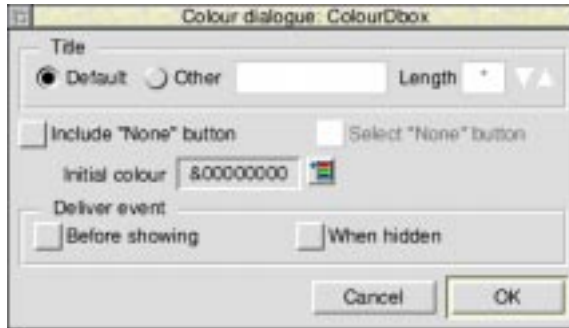 Colour dialogue: ColourDbox
Title
Default Other Length *
Include "None" button Select "None" button
Initial colour &00000000
Deliver event
Before showing When hidden
Cancel OK